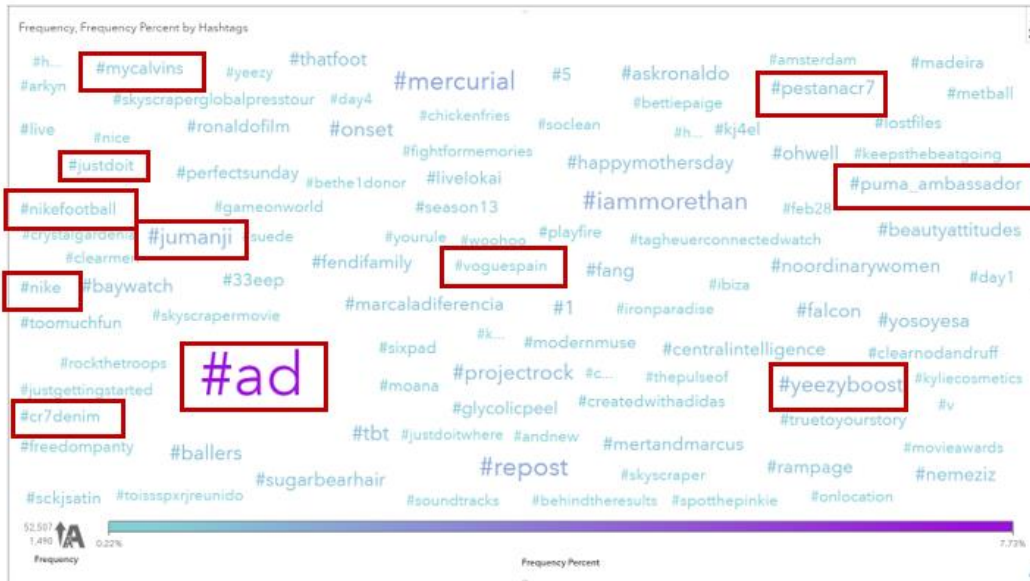 Frequency, Frequency Percent by Hashtags
#h... #mycalvins #yeezy #thatfoot #mercurial #5 #askronaldo #amsterdam #madeira
#arkyn #skyscraperglobalpresstour #day4 #bettiepaige #pestanacr7 #metball
#live #nice #ronaldofilm #onset #chickenfries #soclean #h... #kj4el #lostfiles
#justdoit #perfectsunday #bethe1donor #fightformemories #livelokai #happymothersday #ohwell #keepsthebeatgoing
#nikefootball #gameonworld #season13 #iammorethan #feb28 #puma_ambassador
#jumanji #suede #yourule #woohoo #playfire #tagheuerconnectedwatch #beautyattitudes
#fendifamily #voguespain #fang #noordinarywomen #day1
#nike #baywatch #33eep #ibiza
#toomuchfun #skyscrapermovie #marcaladiferencia #1 #ironparadise #falcon #yosoyesa
#rockthetroops #ad #sixpad #k... #modernmuse #centralintelligence #clearnodandruff
#justgettingstarted #moana #projectrock #c... #thepulseof #yeezyboost #kyliecosmetics
#cr7denim #glycolicpeel #createdwithadidas #truetoyourstory #v
#freedompanty #ballers #tbt #justdoitwhere #andnew #mertandmarcus #movieawards
#sugarbearhair #repost #skyscraper #rampage #nemeziz
#sckjsatin #toissspxrjreunido #soundtracks #behindtheresults #spotthepinkie #onlocation
52,507
1,490
A
0.22% 7.73%
Frequency Frequency Percent